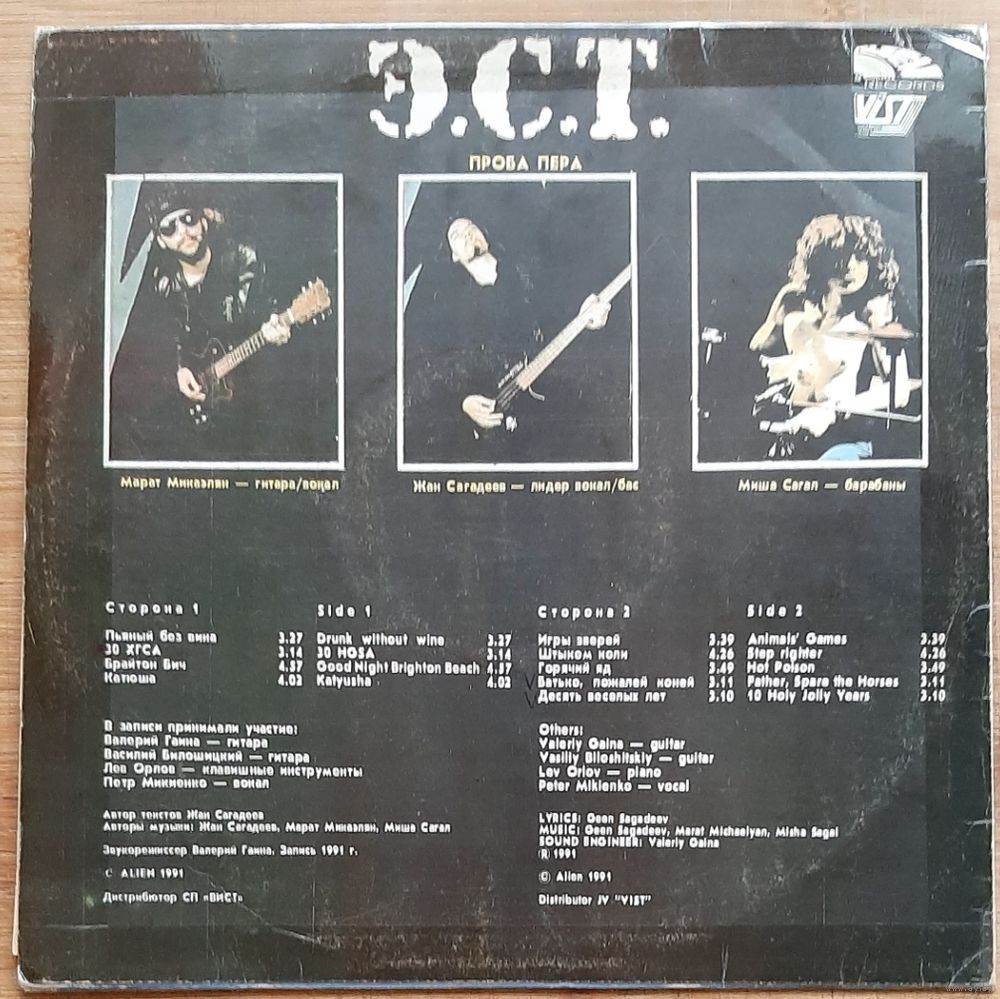 Э.С.Т.
RECORDS
VIST
ПРОБА ПЕРА
Марат Микаэлян — гитара/вокал
Жан Сагадеев — лидер вокал/бас
Миша Сагал — барабаны
Сторона 1
Пьяный без вина 3.27
30 ХГСА 3.14
Брайтон Бич 4.37
Катюша 4.02
Side 1
Drunk without wine 3.27
30 HGSA 3.14
Good Night Brighton Beach 4.37
Katyusha 4.02
Сторона 2
Игры зверей 3.39
Штыком коли 4.26
Горячий яд 3.49
Батько, пожалей коней 3.11
Десять веселых лет 3.10
Side 2
Animals' Games 3.39
Step righter 4.26
Hot Poison 3.49
Father, Spare the Horses 3.11
10 Holy Jolly Years 3.10
В записи принимали участие:
Валерий Гаина — гитара
Василий Билошицкий — гитара
Лев Орлов — клавишные инструменты
Петр Микиенко — вокал
Others:
Valeriy Gaina — guitar
Vasiliy Biloshitskiy — guitar
Lev Orlov — piano
Peter Mikienko — vocal
Автор текстов Жан Сагадеев
Авторы музыки: Жан Сагадеев, Марат Микаэлян, Миша Сагал
Звукорежиссер Валерий Гаина. Запись 1991 г.
© ALIEN 1991
Дистрибютор СП «ВИСТ»
LYRICS: Geen Sagadeev
MUSIC: Geen Sagadeev, Marat Michaelyan, Misha Sagal
SOUND ENGINEER: Valeriy Gaina
® 1991
© Alien 1991
Distributor JV "VIST"